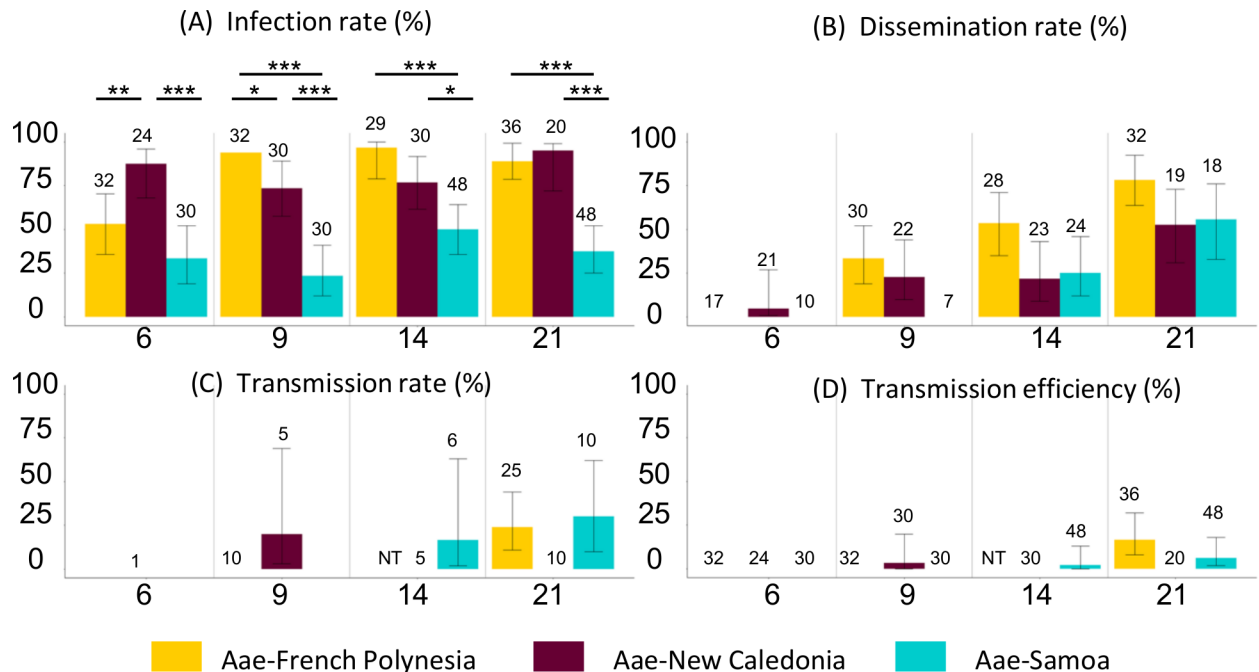 (A) Infection rate (%)
(B) Dissemination rate (%)
*** *** ***
** *** * *** * ***
100
75
50
25
0
32 24 30 32 30 30 29 30 48 36 20 48
6 9 14 21
100
75
50
25
0
17 21 10 30 22 7 28 23 24 32 19 18
6 9 14 21
(C) Transmission rate (%)
(D) Transmission efficiency (%)
100
75
50
25
0
1 10 5 NT 5 6 25 10 10
6 9 14 21
100
75
50
25
0
32 24 30 32 30 30 NT 30 48 36 20 48
6 9 14 21
Aae-French Polynesia Aae-New Caledonia Aae-Samoa